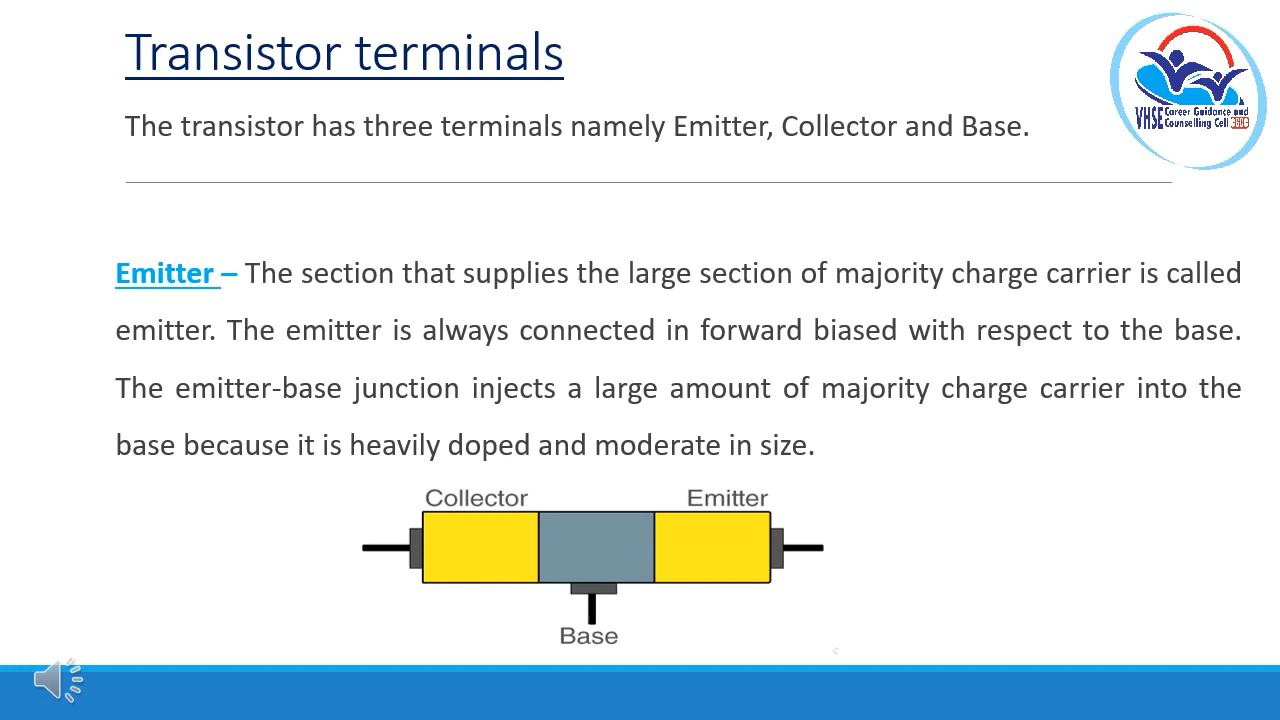 Transistor terminals
The transistor has three terminals namely Emitter, Collector and Base.
VHSE Career Guidance and
Counselling Cell
Emitter – The section that supplies the large section of majority charge carrier is called
emitter. The emitter is always connected in forward biased with respect to the base.
The emitter-base junction injects a large amount of majority charge carrier into the
base because it is heavily doped and moderate in size.
Collector
Emitter
Base
c